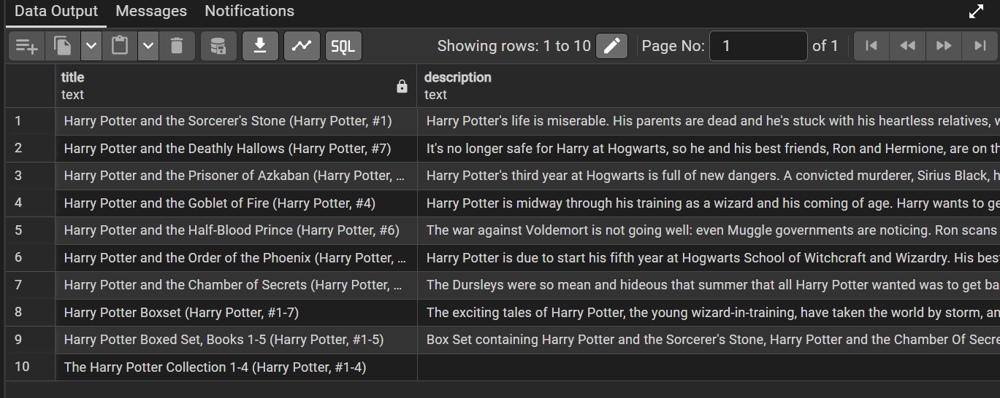 Data Output Messages Notifications
SQL Showing rows: 1 to 10 Page No: 1 of 1
title description
text text
1 Harry Potter and the Sorcerer's Stone (Harry Potter, #1) Harry Potter's life is miserable. His parents are dead and he's stuck with his heartless relatives,
2 Harry Potter and the Deathly Hallows (Harry Potter, #7) It's no longer safe for Harry at Hogwarts, so he and his best friends, Ron and Hermione, are on
3 Harry Potter and the Prisoner of Azkaban (Harry Potter, ... Harry Potter's third year at Hogwarts is full of new dangers. A convicted murderer, Sirius Black,
4 Harry Potter and the Goblet of Fire (Harry Potter, #4) Harry Potter is midway through his training as a wizard and his coming of age. Harry wants to
5 Harry Potter and the Half-Blood Prince (Harry Potter, #6) The war against Voldemort is not going well: even Muggle governments are noticing. Ron scans
6 Harry Potter and the Order of the Phoenix (Harry Potter, ... Harry Potter is due to start his fifth year at Hogwarts School of Witchcraft and Wizardry. His
7 Harry Potter and the Chamber of Secrets (Harry Potter, ... The Dursleys were so mean and hideous that summer that all Harry Potter wanted was to get
8 Harry Potter Boxset (Harry Potter, #1-7) The exciting tales of Harry Potter, the young wizard-in-training, have taken the world by storm,
9 Harry Potter Boxed Set, Books 1-5 (Harry Potter, #1-5) Box Set containing Harry Potter and the Sorcerer's Stone, Harry Potter and the Chamber Of
10 The Harry Potter Collection 1-4 (Harry Potter, #1-4)